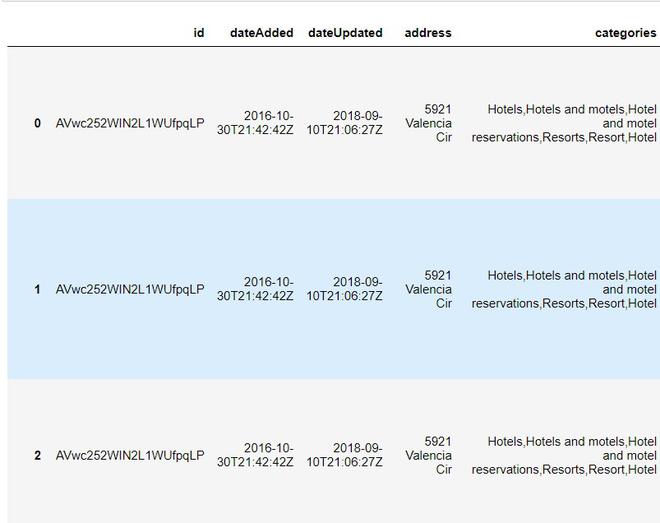 id dateAdded dateUpdated address categories
0 AVwc252WIN2L1WUfpqLP 2016-10-30T21:42:42Z 2018-09-10T21:06:27Z 5921 Valencia Cir Hotels,Hotels and motels,Hotel and motel reservations,Resorts,Resort,Hotel
1 AVwc252WIN2L1WUfpqLP 2016-10-30T21:42:42Z 2018-09-10T21:06:27Z 5921 Valencia Cir Hotels,Hotels and motels,Hotel and motel reservations,Resorts,Resort,Hotel
2 AVwc252WIN2L1WUfpqLP 2016-10-30T21:42:42Z 2018-09-10T21:06:27Z 5921 Valencia Cir Hotels,Hotels and motels,Hotel and motel reservations,Resorts,Resort,Hotel